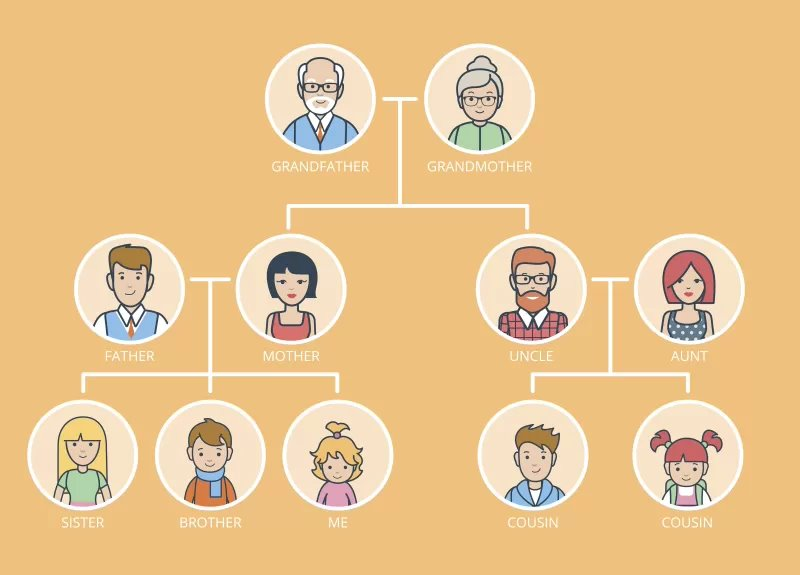 GRANDFATHER
GRANDMOTHER
FATHER
MOTHER
UNCLE
AUNT
SISTER
BROTHER
ME
COUSIN
COUSIN